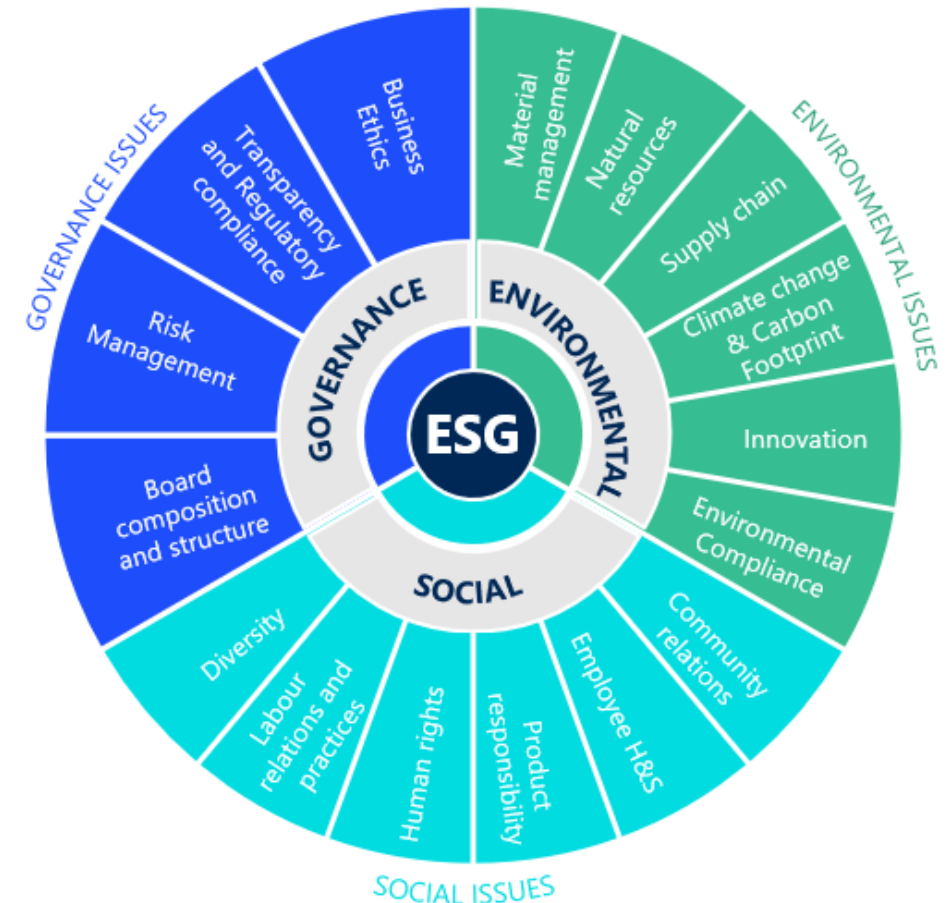 GOVERNANCE ISSUES
ENVIRONMENTAL ISSUES
SOCIAL ISSUES
ESG
GOVERNANCE
ENVIRONMENTAL
SOCIAL
Material
management
Natural
resources
Supply chain
Climate change
& Carbon
Footprint
Innovation
Environmental
Compliance
Community
relations
Employee H&S
Product
responsibility
Human rights
Labour
relations and
practices
Diversity
Board
composition
and structure
Risk
Management
Transparency
and Regulatory
compliance
Business
Ethics